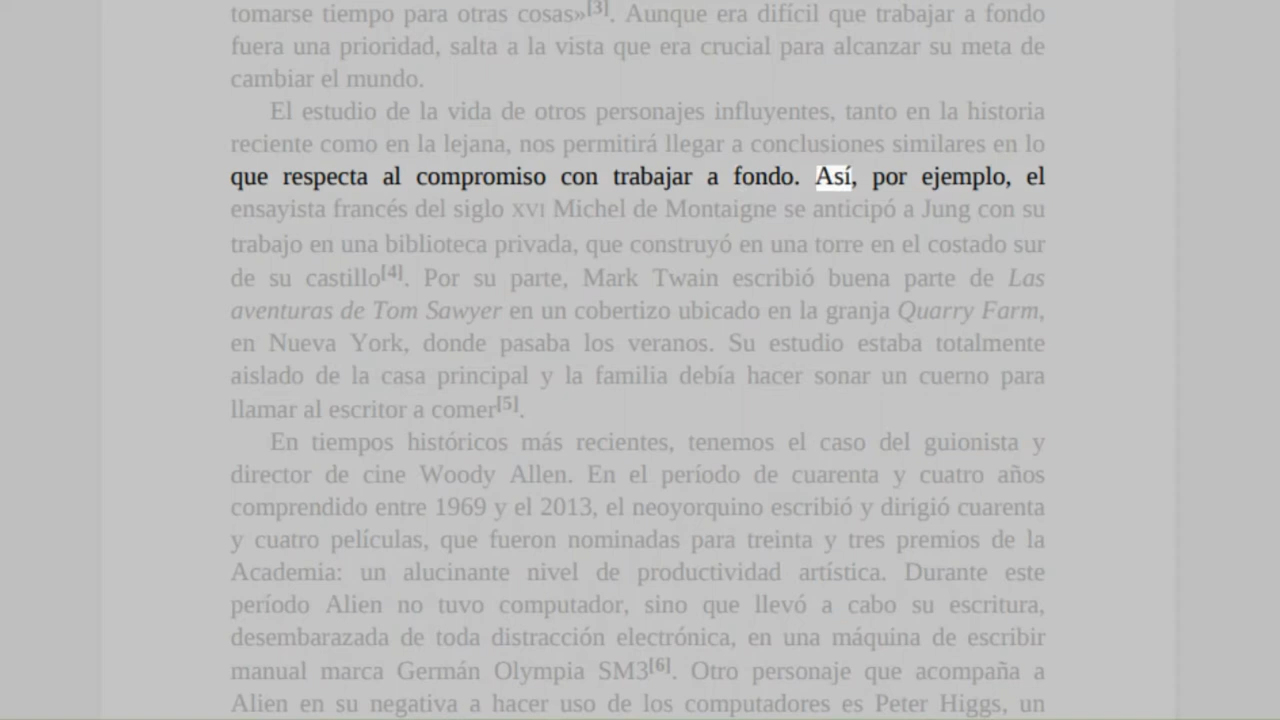 tomarse tiempo para otras cosas»[3]. Aunque era difícil que trabajar a fondo
fuera una prioridad, salta a la vista que era crucial para alcanzar su meta de
cambiar el mundo.
El estudio de la vida de otros personajes influyentes, tanto en la historia
reciente como en la lejana, nos permitirá llegar a conclusiones similares en lo
que respecta al compromiso con trabajar a fondo. Así, por ejemplo, el
ensayista francés del siglo XVI Michel de Montaigne se anticipó a Jung con su
trabajo en una biblioteca privada, que construyó en una torre en el costado sur
de su castillo[4]. Por su parte, Mark Twain escribió buena parte de Las
aventuras de Tom Sawyer en un cobertizo ubicado en la granja Quarry Farm,
en Nueva York, donde pasaba los veranos. Su estudio estaba totalmente
aislado de la casa principal y la familia debía hacer sonar un cuerno para
llamar al escritor a comer[5].
En tiempos históricos más recientes, tenemos el caso del guionista y
director de cine Woody Allen. En el período de cuarenta y cuatro años
comprendido entre 1969 y el 2013, el neoyorquino escribió y dirigió cuarenta
y cuatro películas, que fueron nominadas para treinta y tres premios de la
Academia: un alucinante nivel de productividad artística. Durante este
período Alien no tuvo computador, sino que llevó a cabo su escritura,
desembarazada de toda distracción electrónica, en una máquina de escribir
manual marca Germán Olympia SM3[6]. Otro personaje que acompaña a
Alien en su negativa a hacer uso de los computadores es Peter Higgs, un